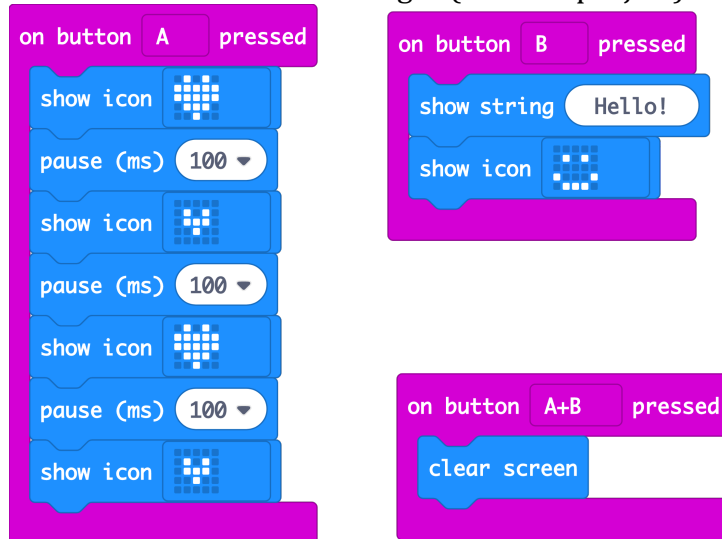 on button A pressed
show icon
pause (ms) 100
show icon
pause (ms) 100
show icon
pause (ms) 100
show icon
on button B pressed
show string Hello!
show icon
on button A+B pressed
clear screen